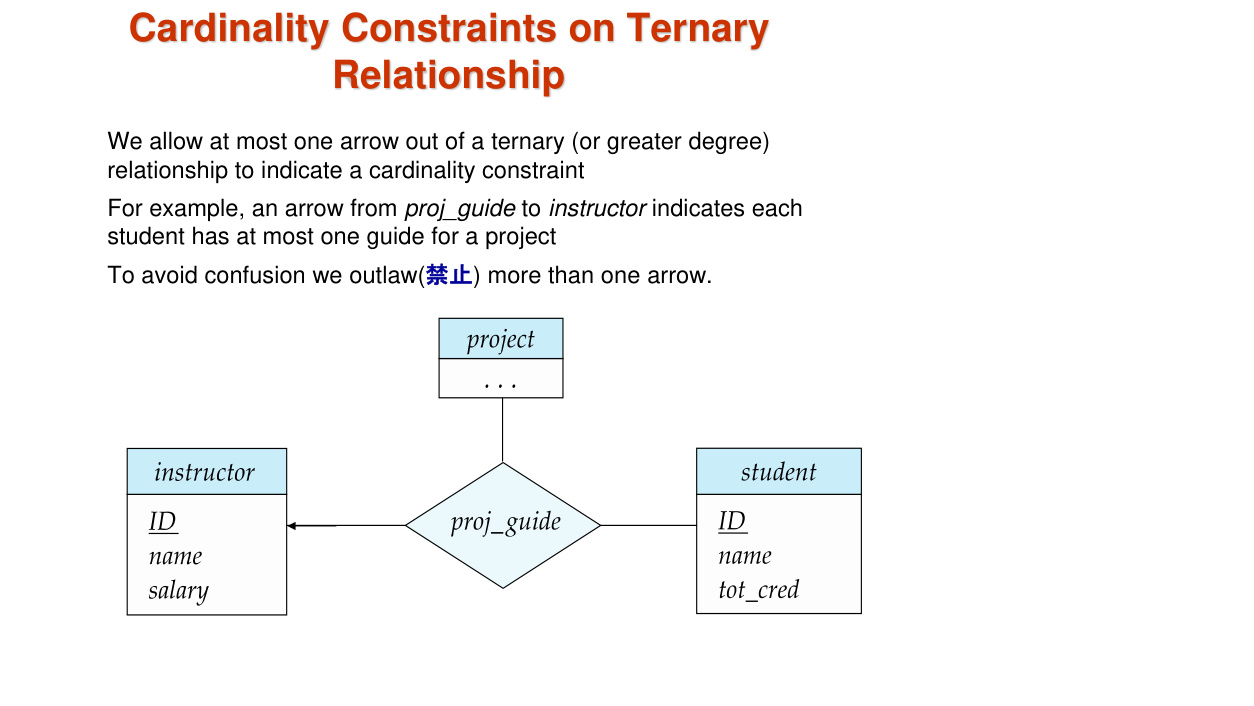 Cardinality Constraints on Ternary
Relationship
We allow at most one arrow out of a ternary (or greater degree)
relationship to indicate a cardinality constraint
For example, an arrow from proj_guide to instructor indicates each
student has at most one guide for a project
To avoid confusion we outlaw(禁止) more than one arrow.
project
. . .
instructor
ID
name
salary
proj_guide
student
ID
name
tot_cred